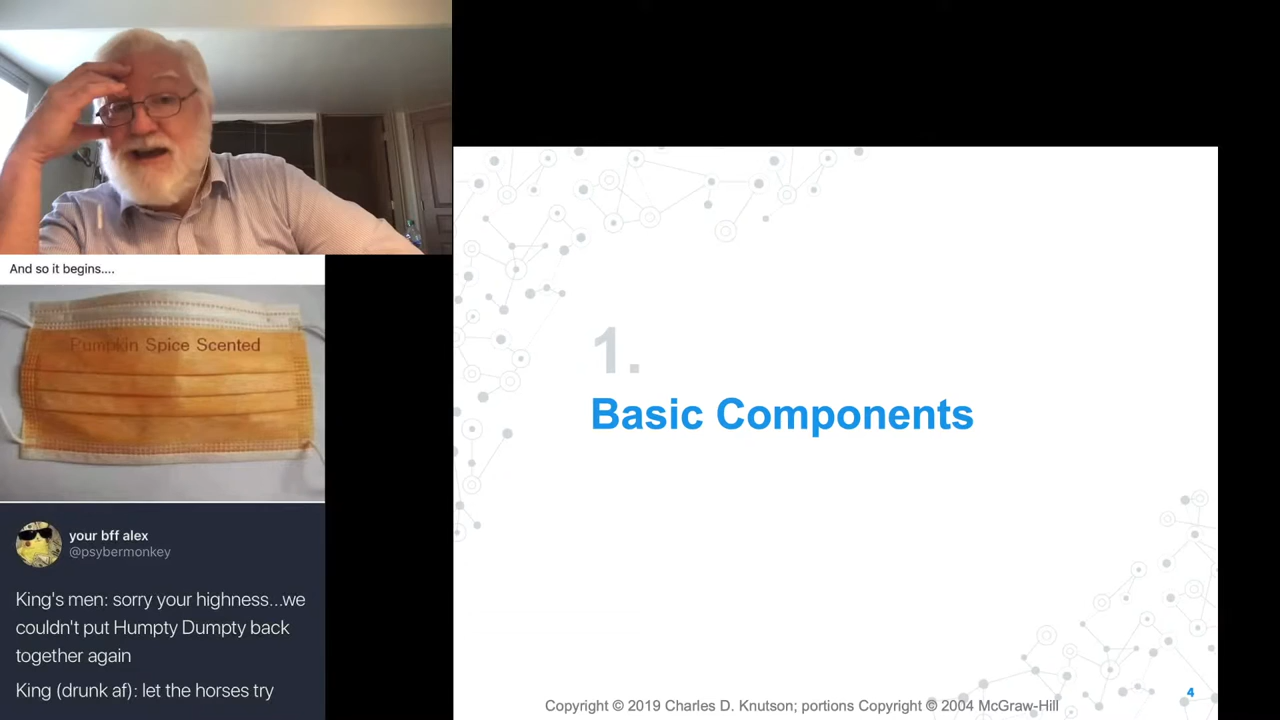 And so it begins....
Pumpkin Spice Scented
your bff alex
@psybermonkey
King's men: sorry your highness...we
couldn't put Humpty Dumpty back
together again
King (drunk af): let the horses try
1.
Basic Components
4
Copyright © 2019 Charles D. Knutson; portions Copyright © 2004 McGraw-Hill